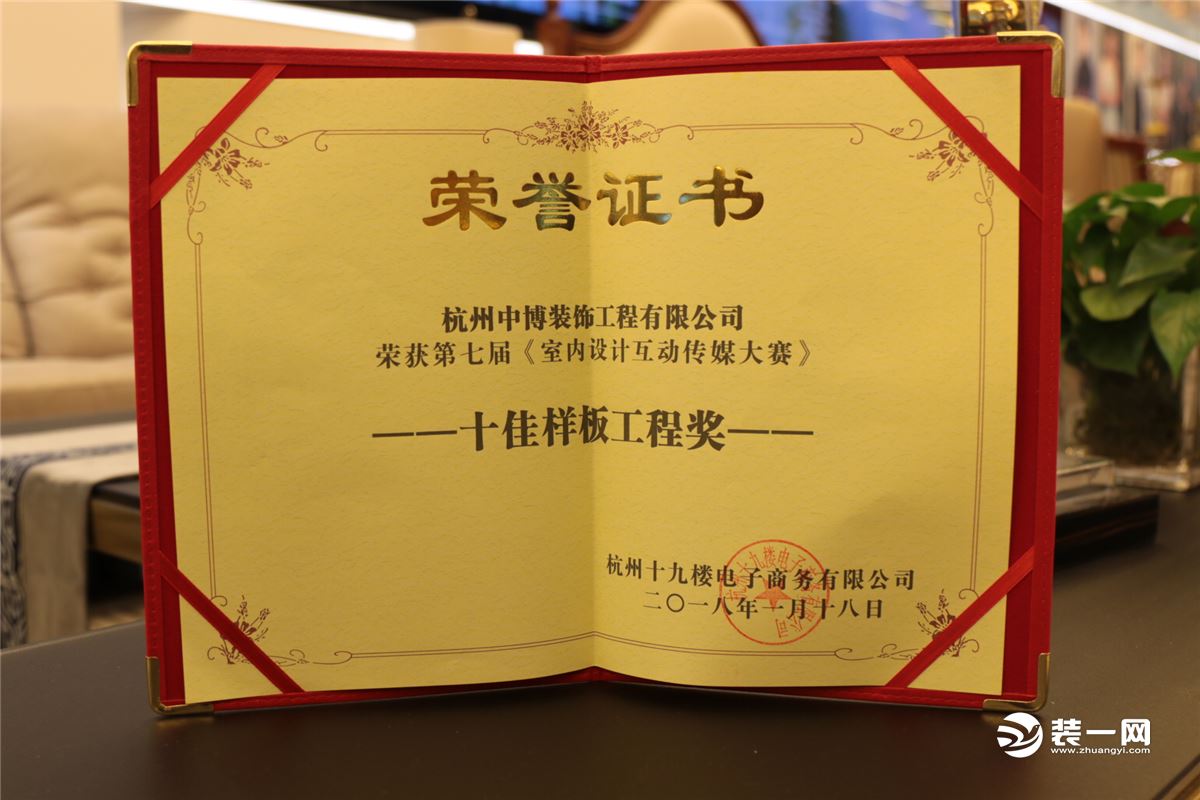 荣誉证书
杭州中博装饰工程有限公司
荣获第七届《室内设计互动传媒大赛》
——十佳样板工程奖——
杭州十九楼电子商务有限公司
二〇一八年一月十八日
装一网
www.zhuangyi.com